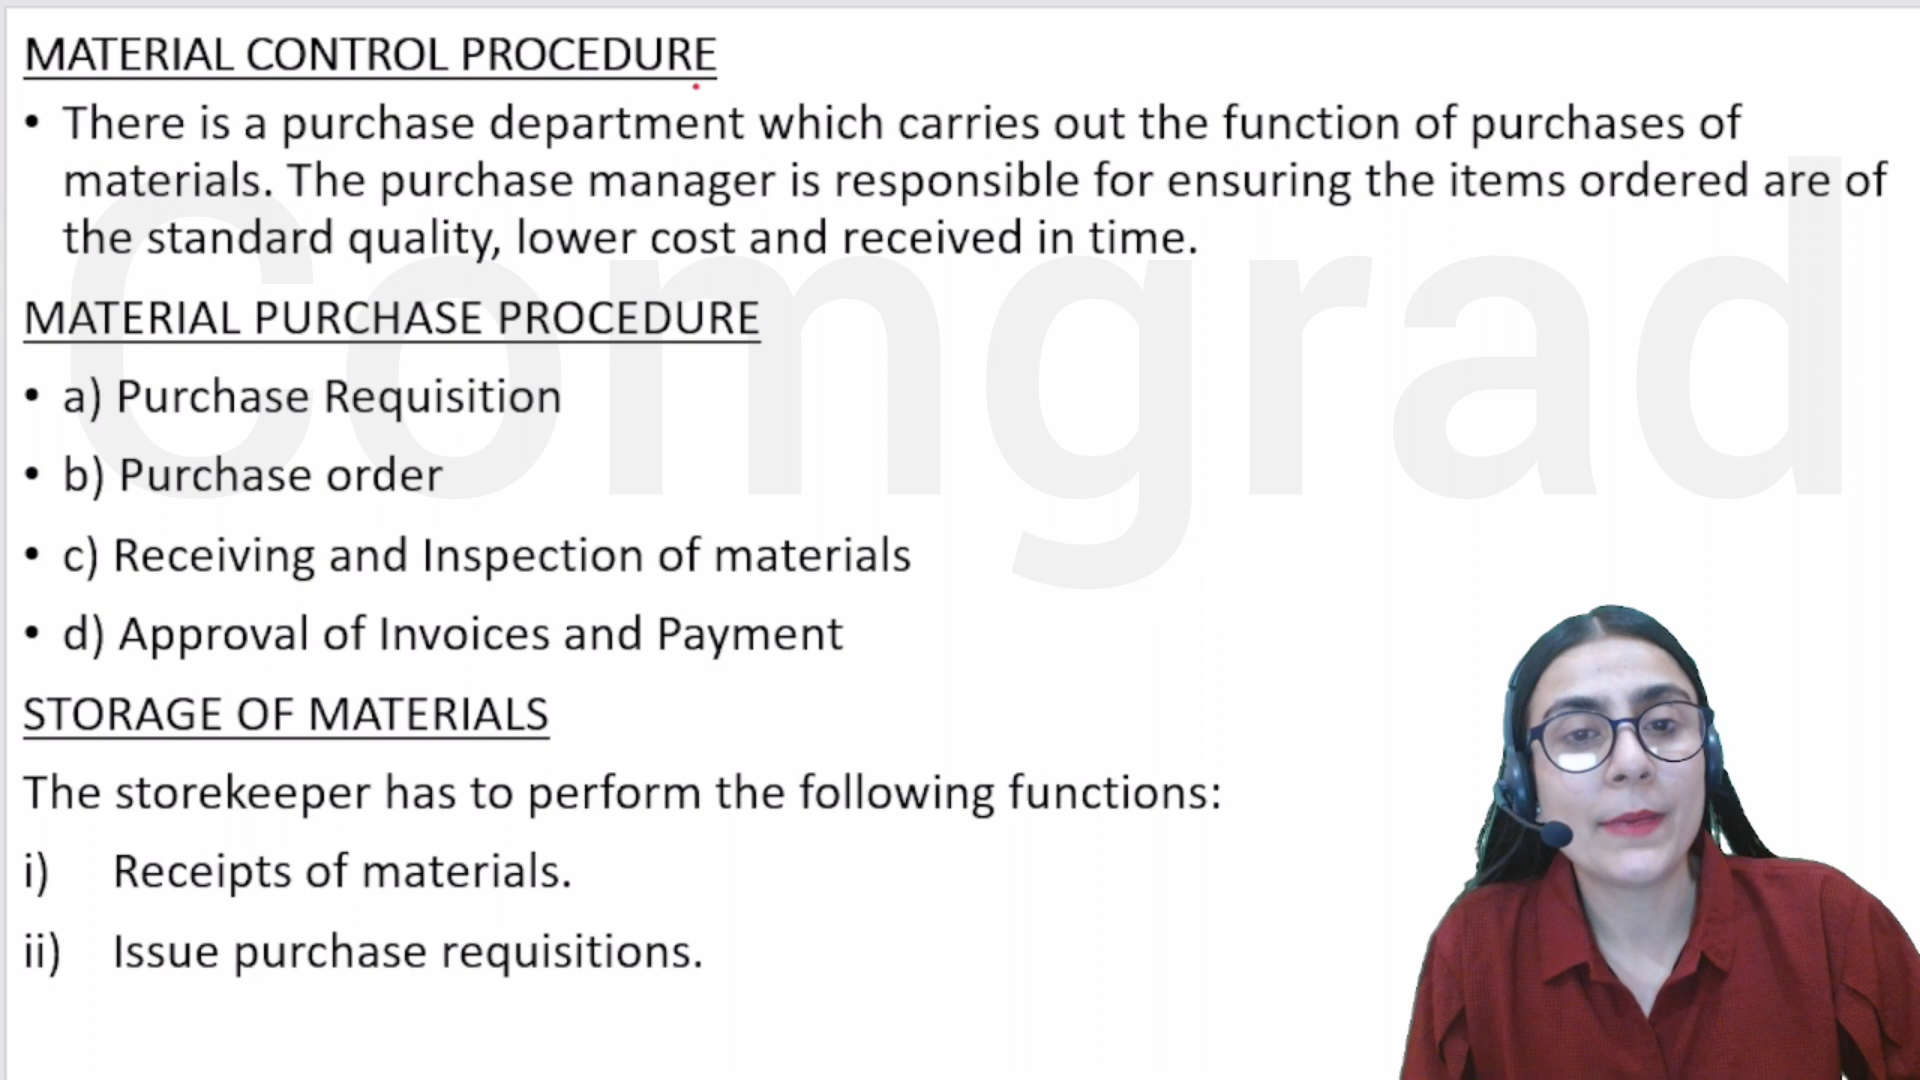 MATERIAL CONTROL PROCEDURE
• There is a purchase department which carries out the function of purchases of
materials. The purchase manager is responsible for ensuring the items ordered are of
the standard quality, lower cost and received in time.
MATERIAL PURCHASE PROCEDURE
• a) Purchase Requisition
• b) Purchase order
• c) Receiving and Inspection of materials
• d) Approval of Invoices and Payment
STORAGE OF MATERIALS
The storekeeper has to perform the following functions:
i) Receipts of materials.
ii) Issue purchase requisitions.
Comgrad